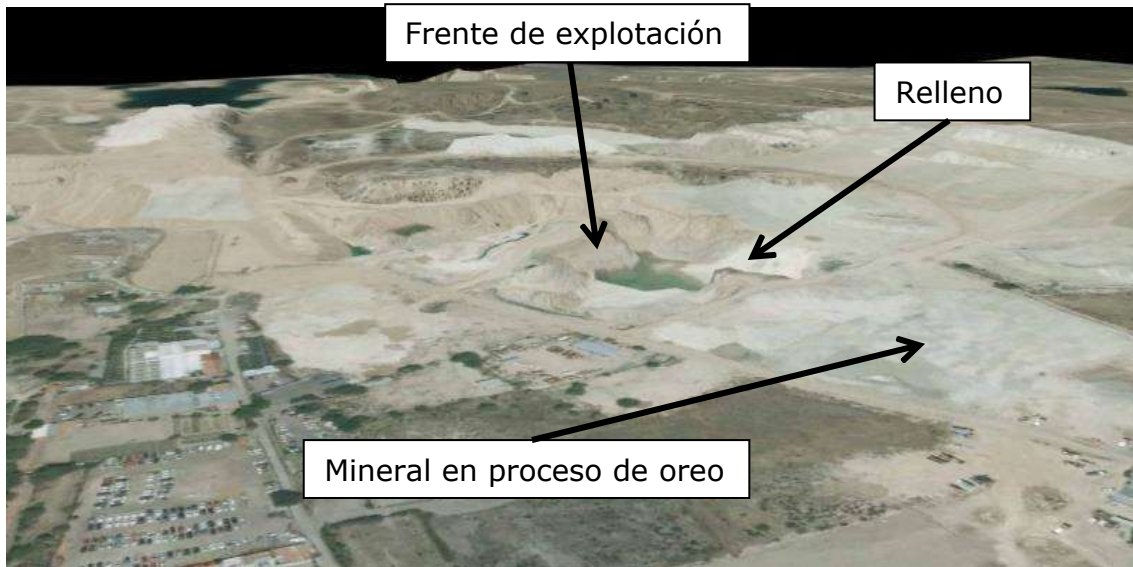 Frente de explotación
Relleno
Mineral en proceso de oreo